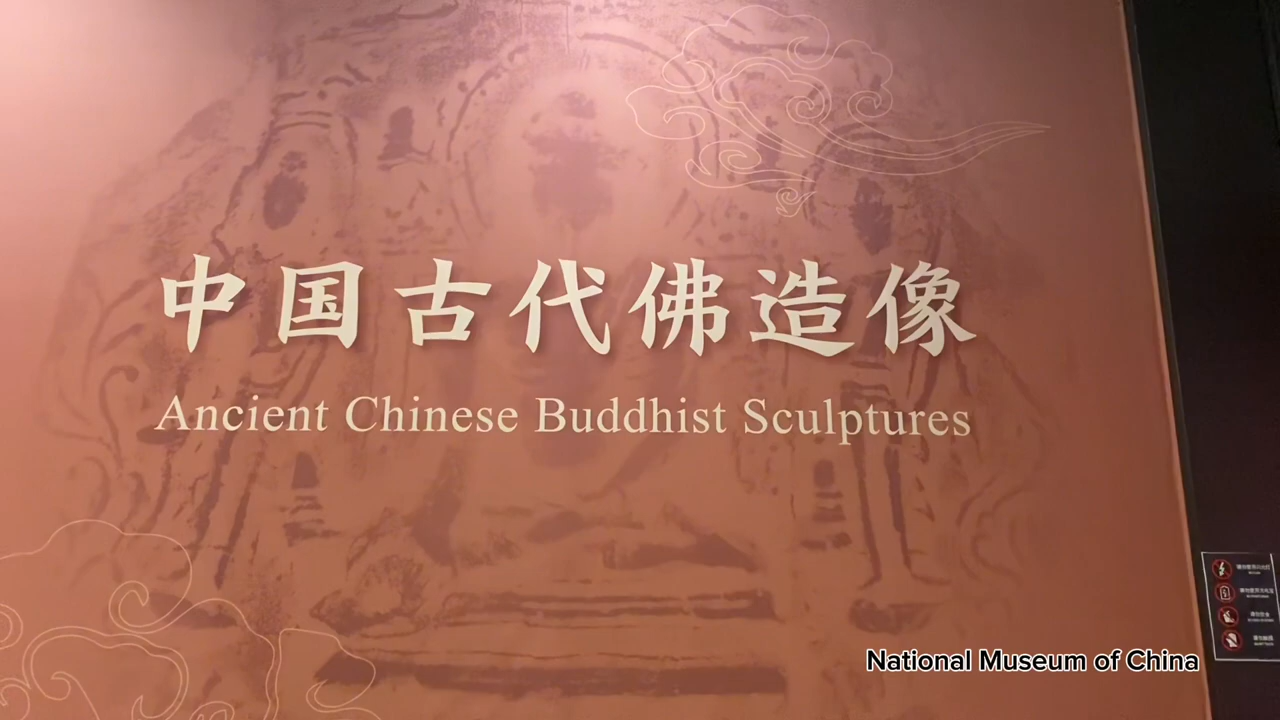 中国古代佛造像
Ancient Chinese Buddhist Sculptures
National Museum of China